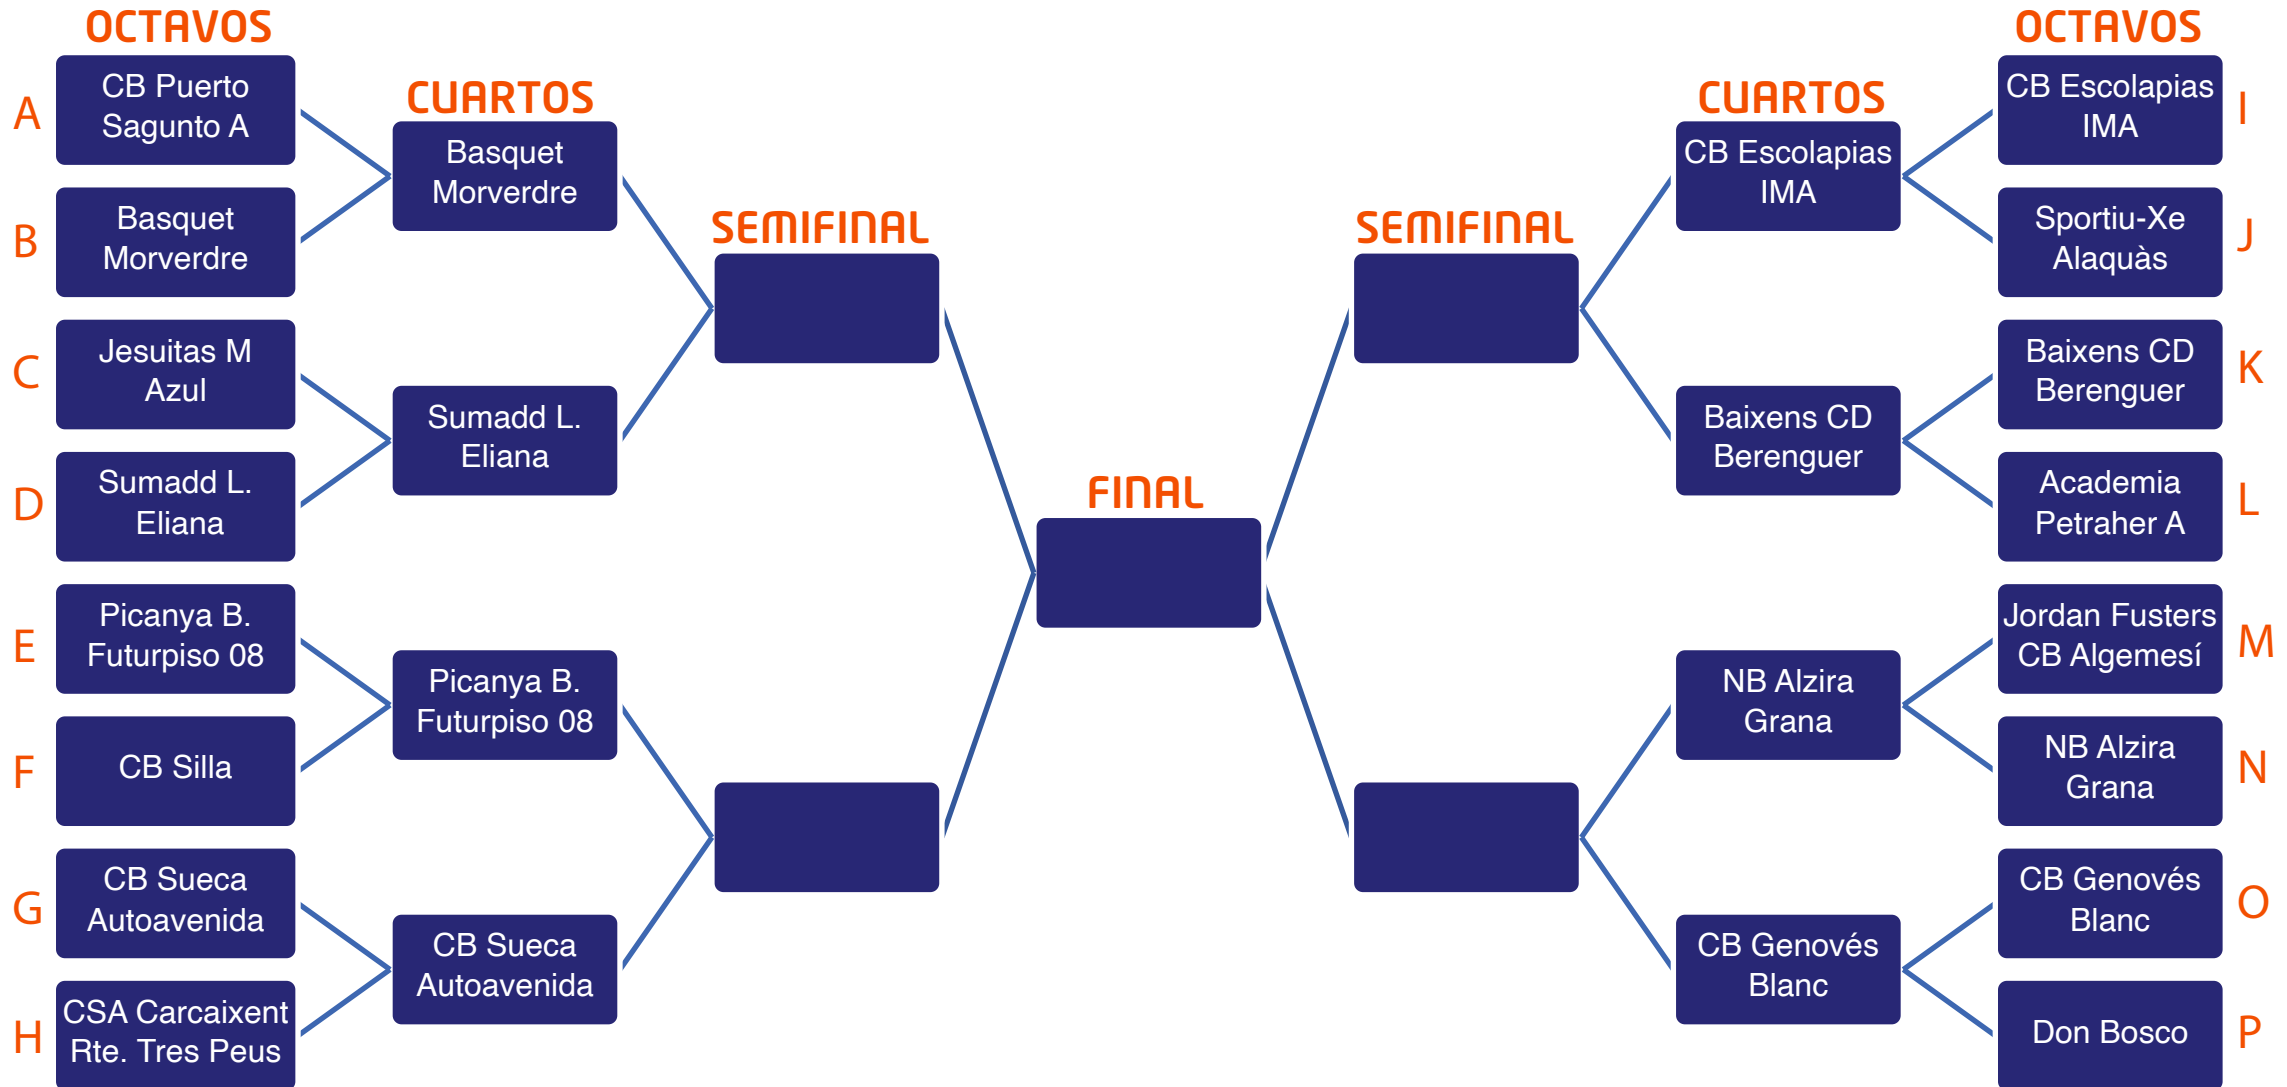 OCTAVOS
A
CB Puerto
Sagunto A
B
Basquet
Morverdre
C
Jesuitas M
Azul
D
Sumadd L.
Eliana
E
Picanya B.
Futurpiso 08
F
CB Silla
G
CB Sueca
Autoavenida
H
CSA Carcaixent
Rte. Tres Peus
CUARTOS
Basquet
Morverdre
Sumadd L.
Eliana
Picanya B.
Futurpiso 08
CB Sueca
Autoavenida
SEMIFINAL
FINAL
SEMIFINAL
CUARTOS
CB Escolapias
IMA
Baixens CD
Berenguer
NB Alzira
Grana
CB Genovés
Blanc
OCTAVOS
CB Escolapias
IMA
I
Sportiu-Xe
Alaquàs
J
Baixens CD
Berenguer
K
Academia
Petraher A
L
Jordan Fusters
CB Algemesí
M
NB Alzira
Grana
N
CB Genovés
Blanc
O
Don Bosco
P